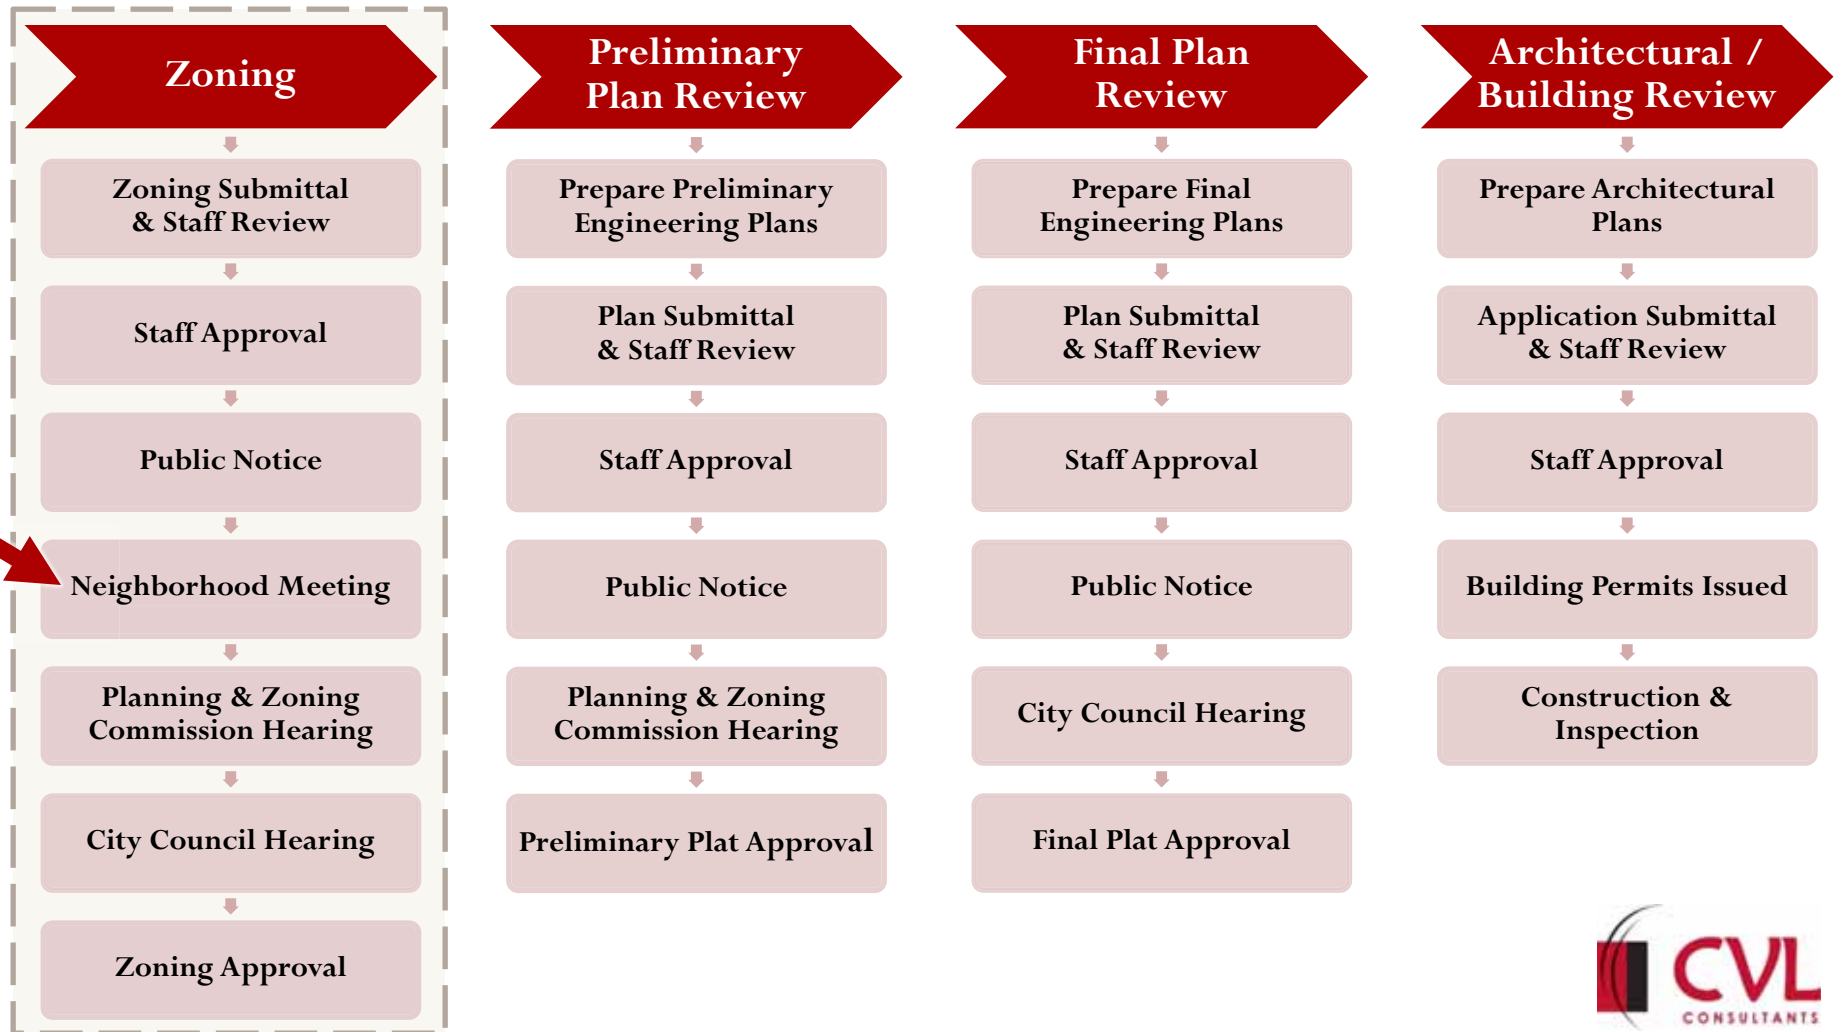 Zoning
Zoning Submittal
& Staff Review
Staff Approval
Public Notice
Neighborhood Meeting
Planning & Zoning
Commission Hearing
City Council Hearing
Zoning Approval
Preliminary
Plan Review
Prepare Preliminary
Engineering Plans
Plan Submittal
& Staff Review
Staff Approval
Public Notice
Planning & Zoning
Commission Hearing
Preliminary Plat Approval
Final Plan
Review
Prepare Final
Engineering Plans
Plan Submittal
& Staff Review
Staff Approval
Public Notice
City Council Hearing
Final Plat Approval
Architectural /
Building Review
Prepare Architectural
Plans
Application Submittal
& Staff Review
Staff Approval
Building Permits Issued
Construction &
Inspection
CVL
CONSULTANTS